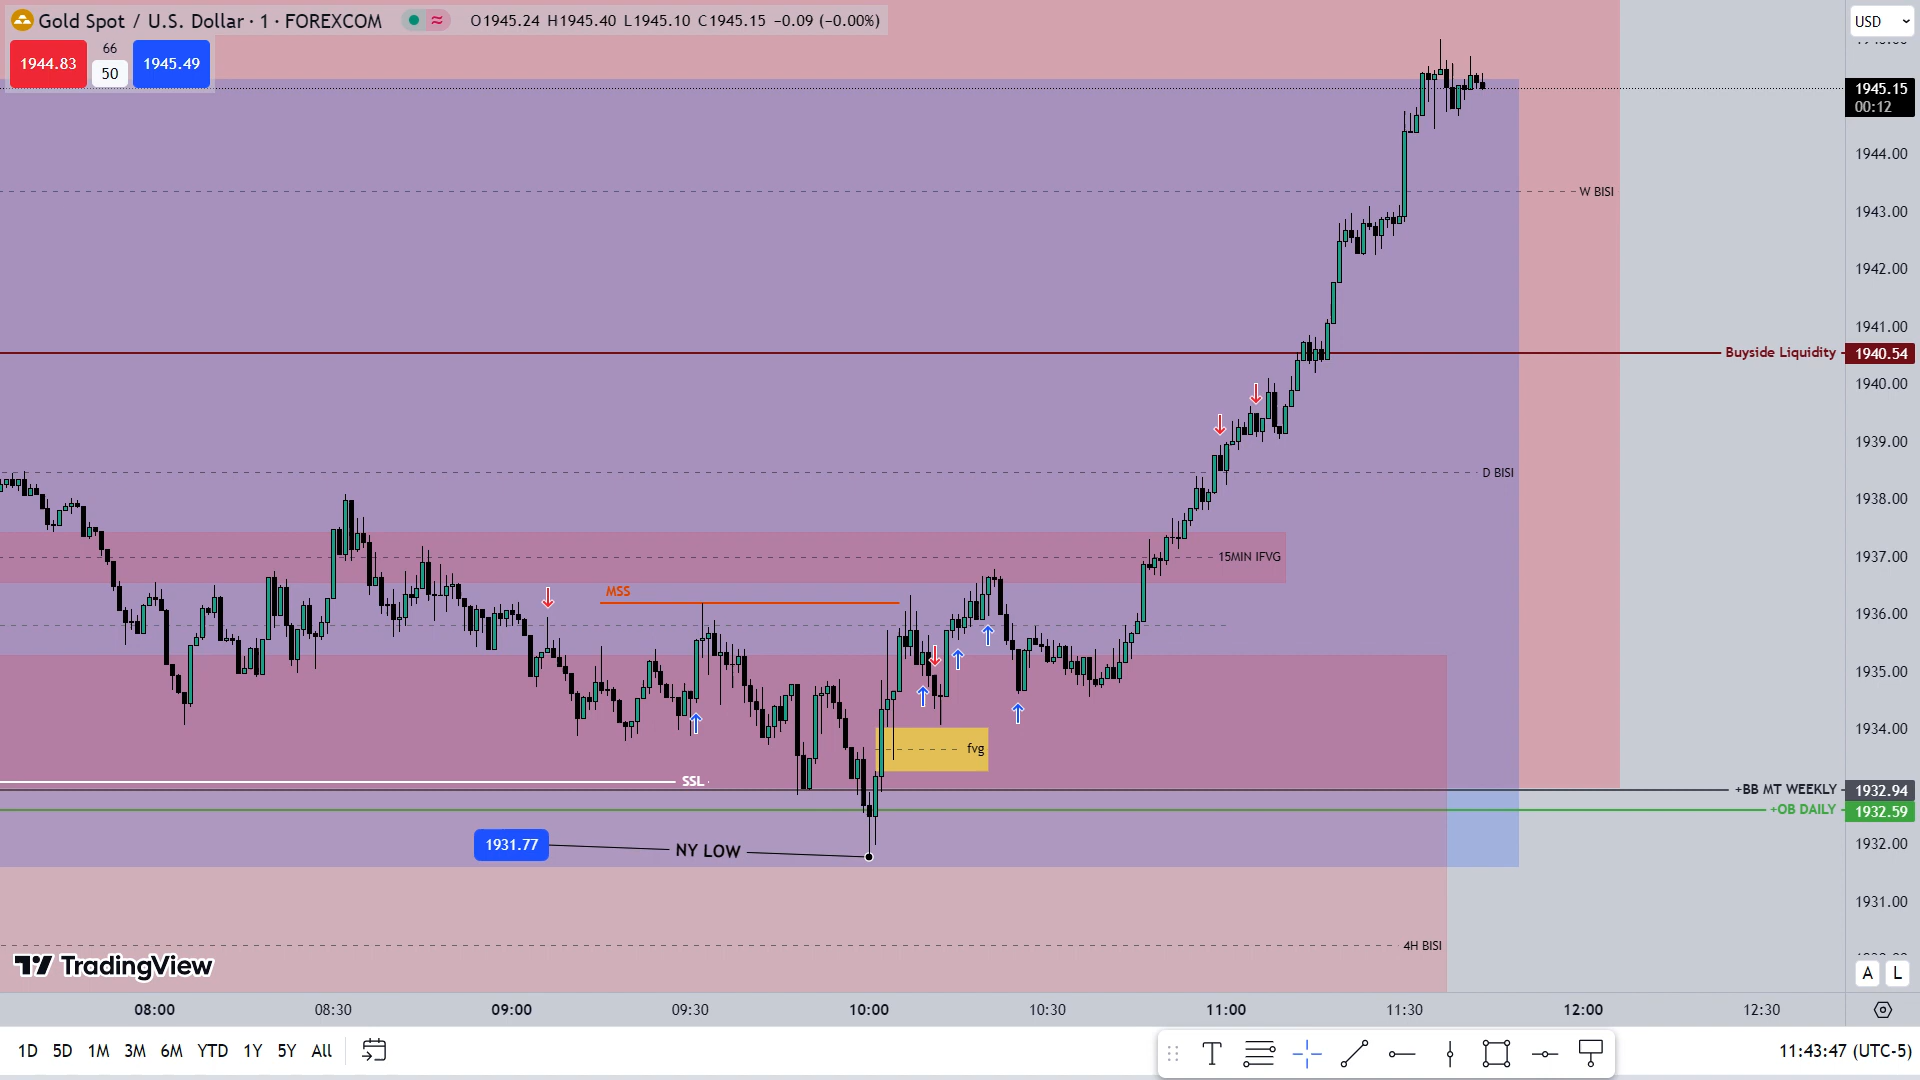 Gold Spot / U.S. Dollar · 1 · FOREXCOM
O1945.24 H1945.40 L1945.10 C1945.15 −0.09 (−0.00%)
USD
1944.83
66
50
1945.49
1945.15
00:12
1944.00
W BISI
1943.00
1942.00
1941.00
Buyside Liquidity
1940.54
1940.00
1939.00
D BISI
1938.00
15MIN IFVG
1937.00
MSS
1936.00
1935.00
1934.00
fvg
SSL
+BB MT WEEKLY
1932.94
+OB DAILY
1932.59
1931.77
NY LOW
1932.00
1931.00
4H BISI
TradingView
A L
08:00 08:30 09:00 09:30 10:00 10:30 11:00 11:30 12:00 12:30
1D 5D 1M 3M 6M YTD 1Y 5Y All
11:43:47 (UTC-5)